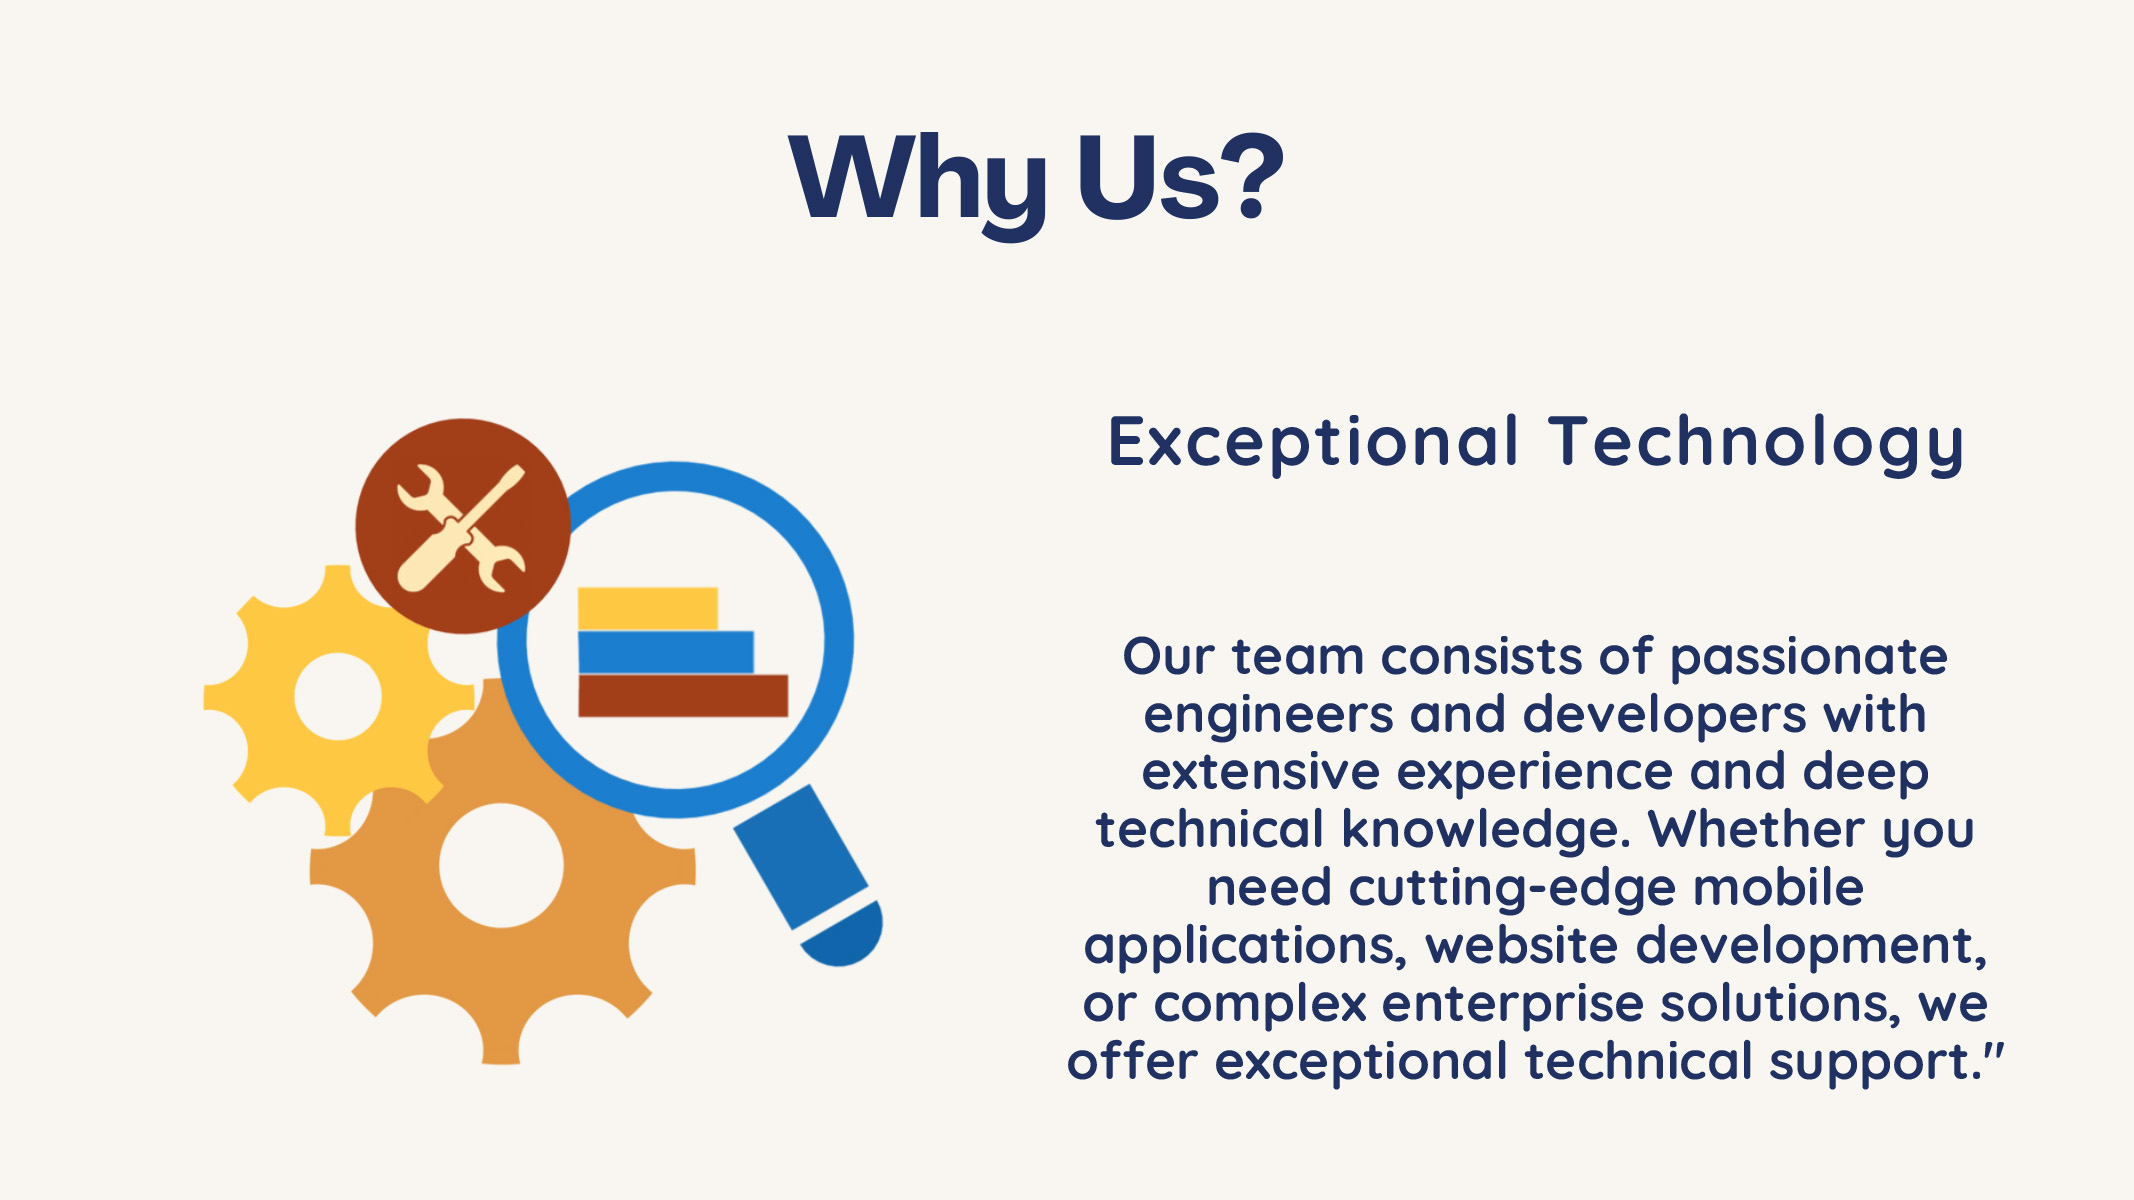 Why Us?
Exceptional Technology
Our team consists of passionate
engineers and developers with
extensive experience and deep
technical knowledge. Whether you
need cutting-edge mobile
applications, website development,
or complex enterprise solutions, we
offer exceptional technical support."